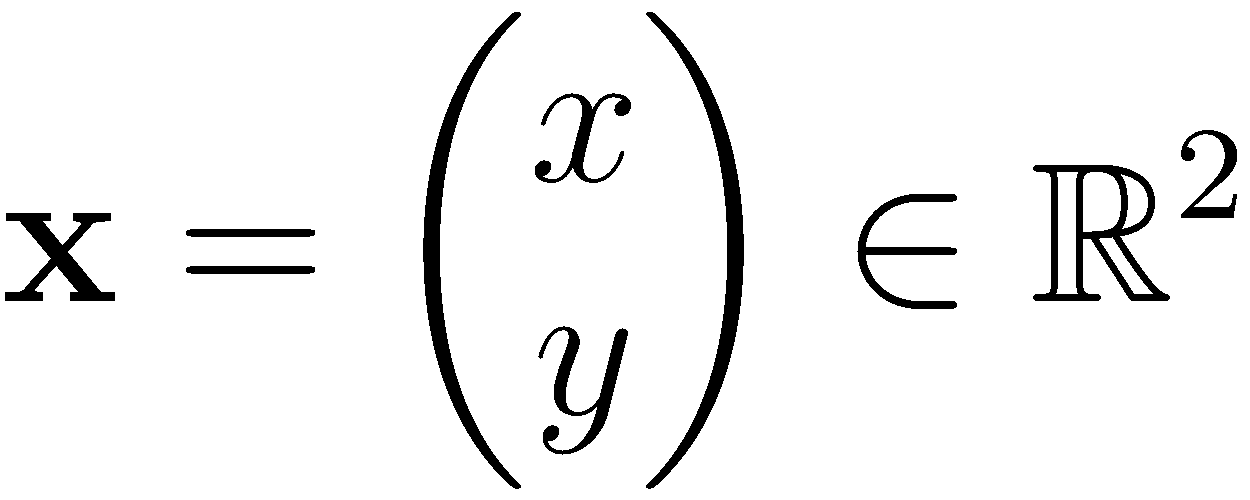 𝐱 = (x y) ∈ ℝ²